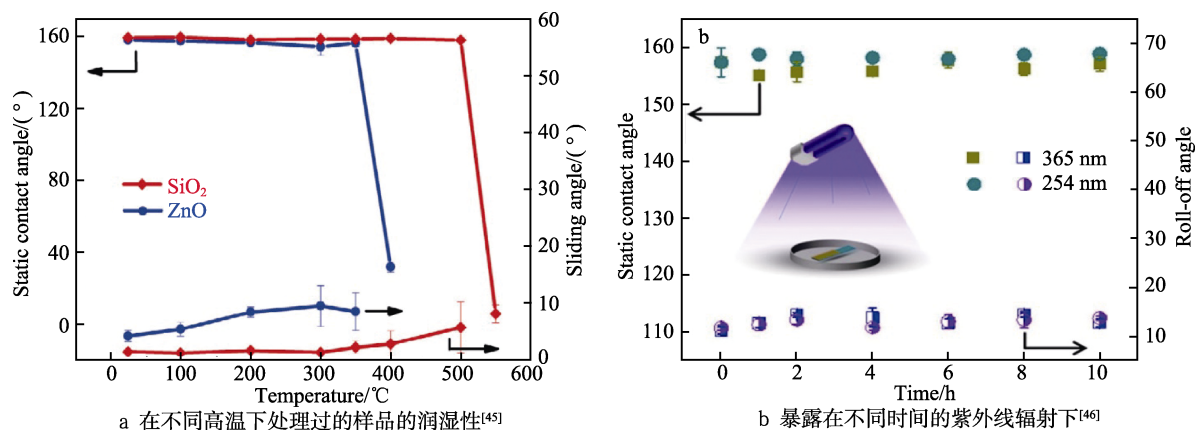 160
120
80
40
0
Static contact angle/(°)
60
50
40
30
20
10
0
Sliding angle/(°)
SiO₂
ZnO
0 100 200 300 400 500 600
Temperature/℃
a 在不同高温下处理过的样品的润湿性[45]
b
160
150
140
130
120
110
Static contact angle
70
50
40
30
20
10
Roll-off angle
365 nm
254 nm
0 2 4 6 8 10
Time/h
b 暴露在不同时间的紫外线辐射下[46]